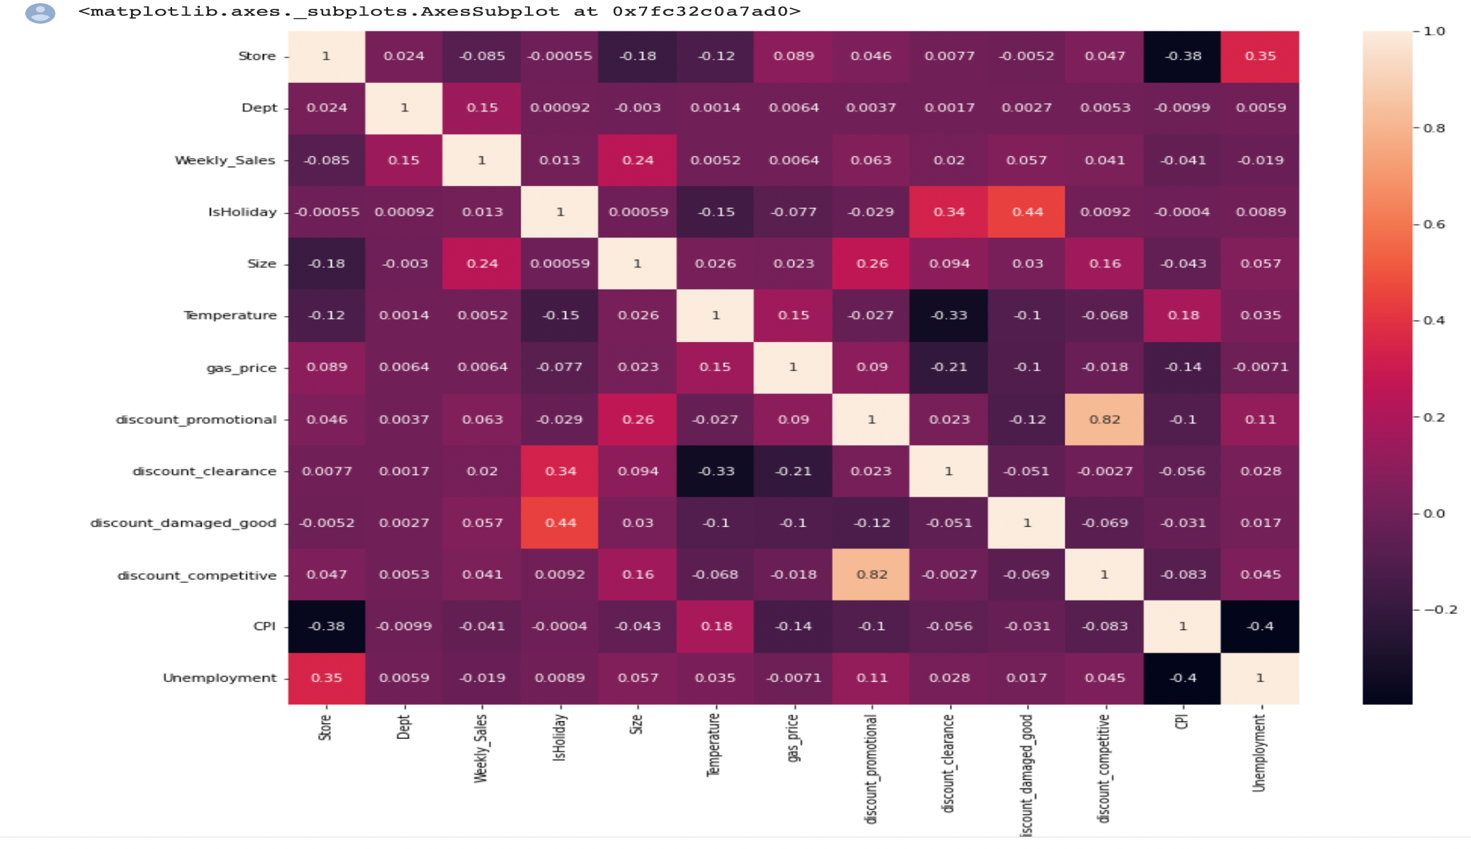 <matplotlib.axes._subplots.AxesSubplot at 0x7fc32c0a7ad0>
Store 1 0.024 -0.085 -0.00055 -0.18 -0.12 0.089 0.046 0.0077 -0.0052 0.047 -0.38 0.35
Dept 0.024 1 0.15 0.00092 -0.003 0.0014 0.0064 0.0037 0.0017 0.0027 0.0053 -0.0099 0.0059
Weekly_Sales -0.085 0.15 1 0.013 0.24 0.0052 0.0064 0.063 0.02 0.057 0.041 -0.041 -0.019
IsHoliday -0.00055 0.00092 0.013 1 0.00059 -0.15 -0.077 -0.029 0.34 0.44 0.0092 -0.0004 0.0089
Size -0.18 -0.003 0.24 0.00059 1 0.026 0.023 0.26 0.094 0.03 0.16 -0.043 0.057
Temperature -0.12 0.0014 0.0052 -0.15 0.026 1 0.15 -0.027 -0.33 -0.1 -0.068 0.18 0.035
gas_price 0.089 0.0064 0.0064 -0.077 0.023 0.15 1 0.09 -0.21 -0.1 -0.018 -0.14 -0.0071
discount_promotional 0.046 0.0037 0.063 -0.029 0.26 -0.027 0.09 1 0.023 -0.12 0.82 -0.1 0.11
discount_clearance 0.0077 0.0017 0.02 0.34 0.094 -0.33 -0.21 0.023 1 -0.051 -0.0027 -0.056 0.028
discount_damaged_good -0.0052 0.0027 0.057 0.44 0.03 -0.1 -0.1 -0.12 -0.051 1 -0.069 -0.031 0.017
discount_competitive 0.047 0.0053 0.041 0.0092 0.16 -0.068 -0.018 0.82 -0.0027 -0.069 1 -0.083 0.045
CPI -0.38 -0.0099 -0.041 -0.0004 -0.043 0.18 -0.14 -0.1 -0.056 -0.031 -0.083 1 -0.4
Unemployment 0.35 0.0059 -0.019 0.0089 0.057 0.035 -0.0071 0.11 0.028 0.017 0.045 -0.4 1
Store
Dept
Weekly_Sales
IsHoliday
Size
Temperature
gas_price
discount_promotional
discount_clearance
iscount_damaged_good
discount_competitive
CPI
Unemployment
1.0
0.8
0.6
0.4
0.2
0.0
−0.2